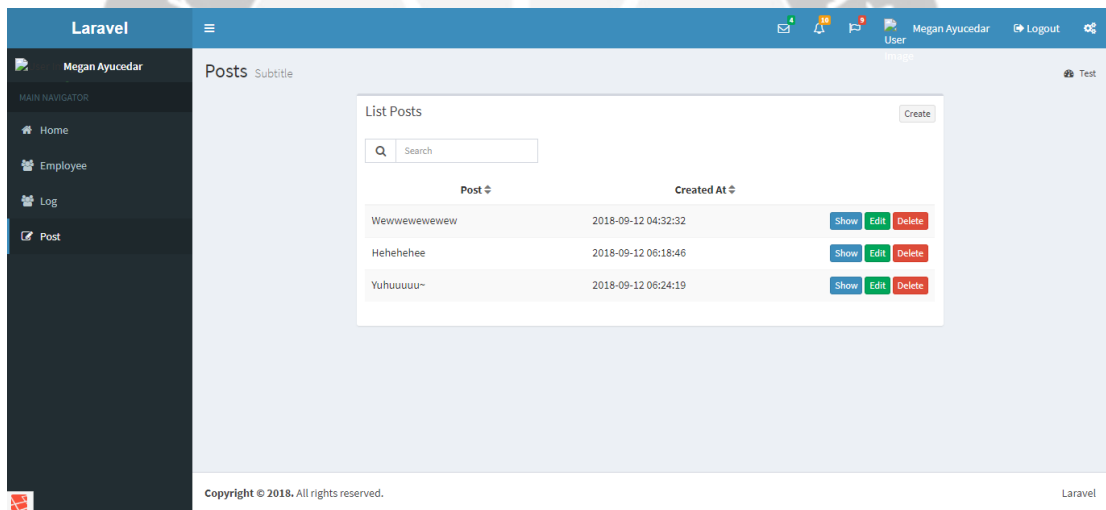 Laravel
4
10
9
User Image
Megan Ayucedar
Logout
Megan Ayucedar
Posts Subtitle
Test
MAIN NAVIGATOR
Home
Employee
Log
Post
List Posts
Create
Search
Post Created At
Wewwewewewew 2018-09-12 04:32:32 Show Edit Delete
Hehehehee 2018-09-12 06:18:46 Show Edit Delete
Yuhuuuuu~ 2018-09-12 06:24:19 Show Edit Delete
Copyright © 2018. All rights reserved.
Laravel